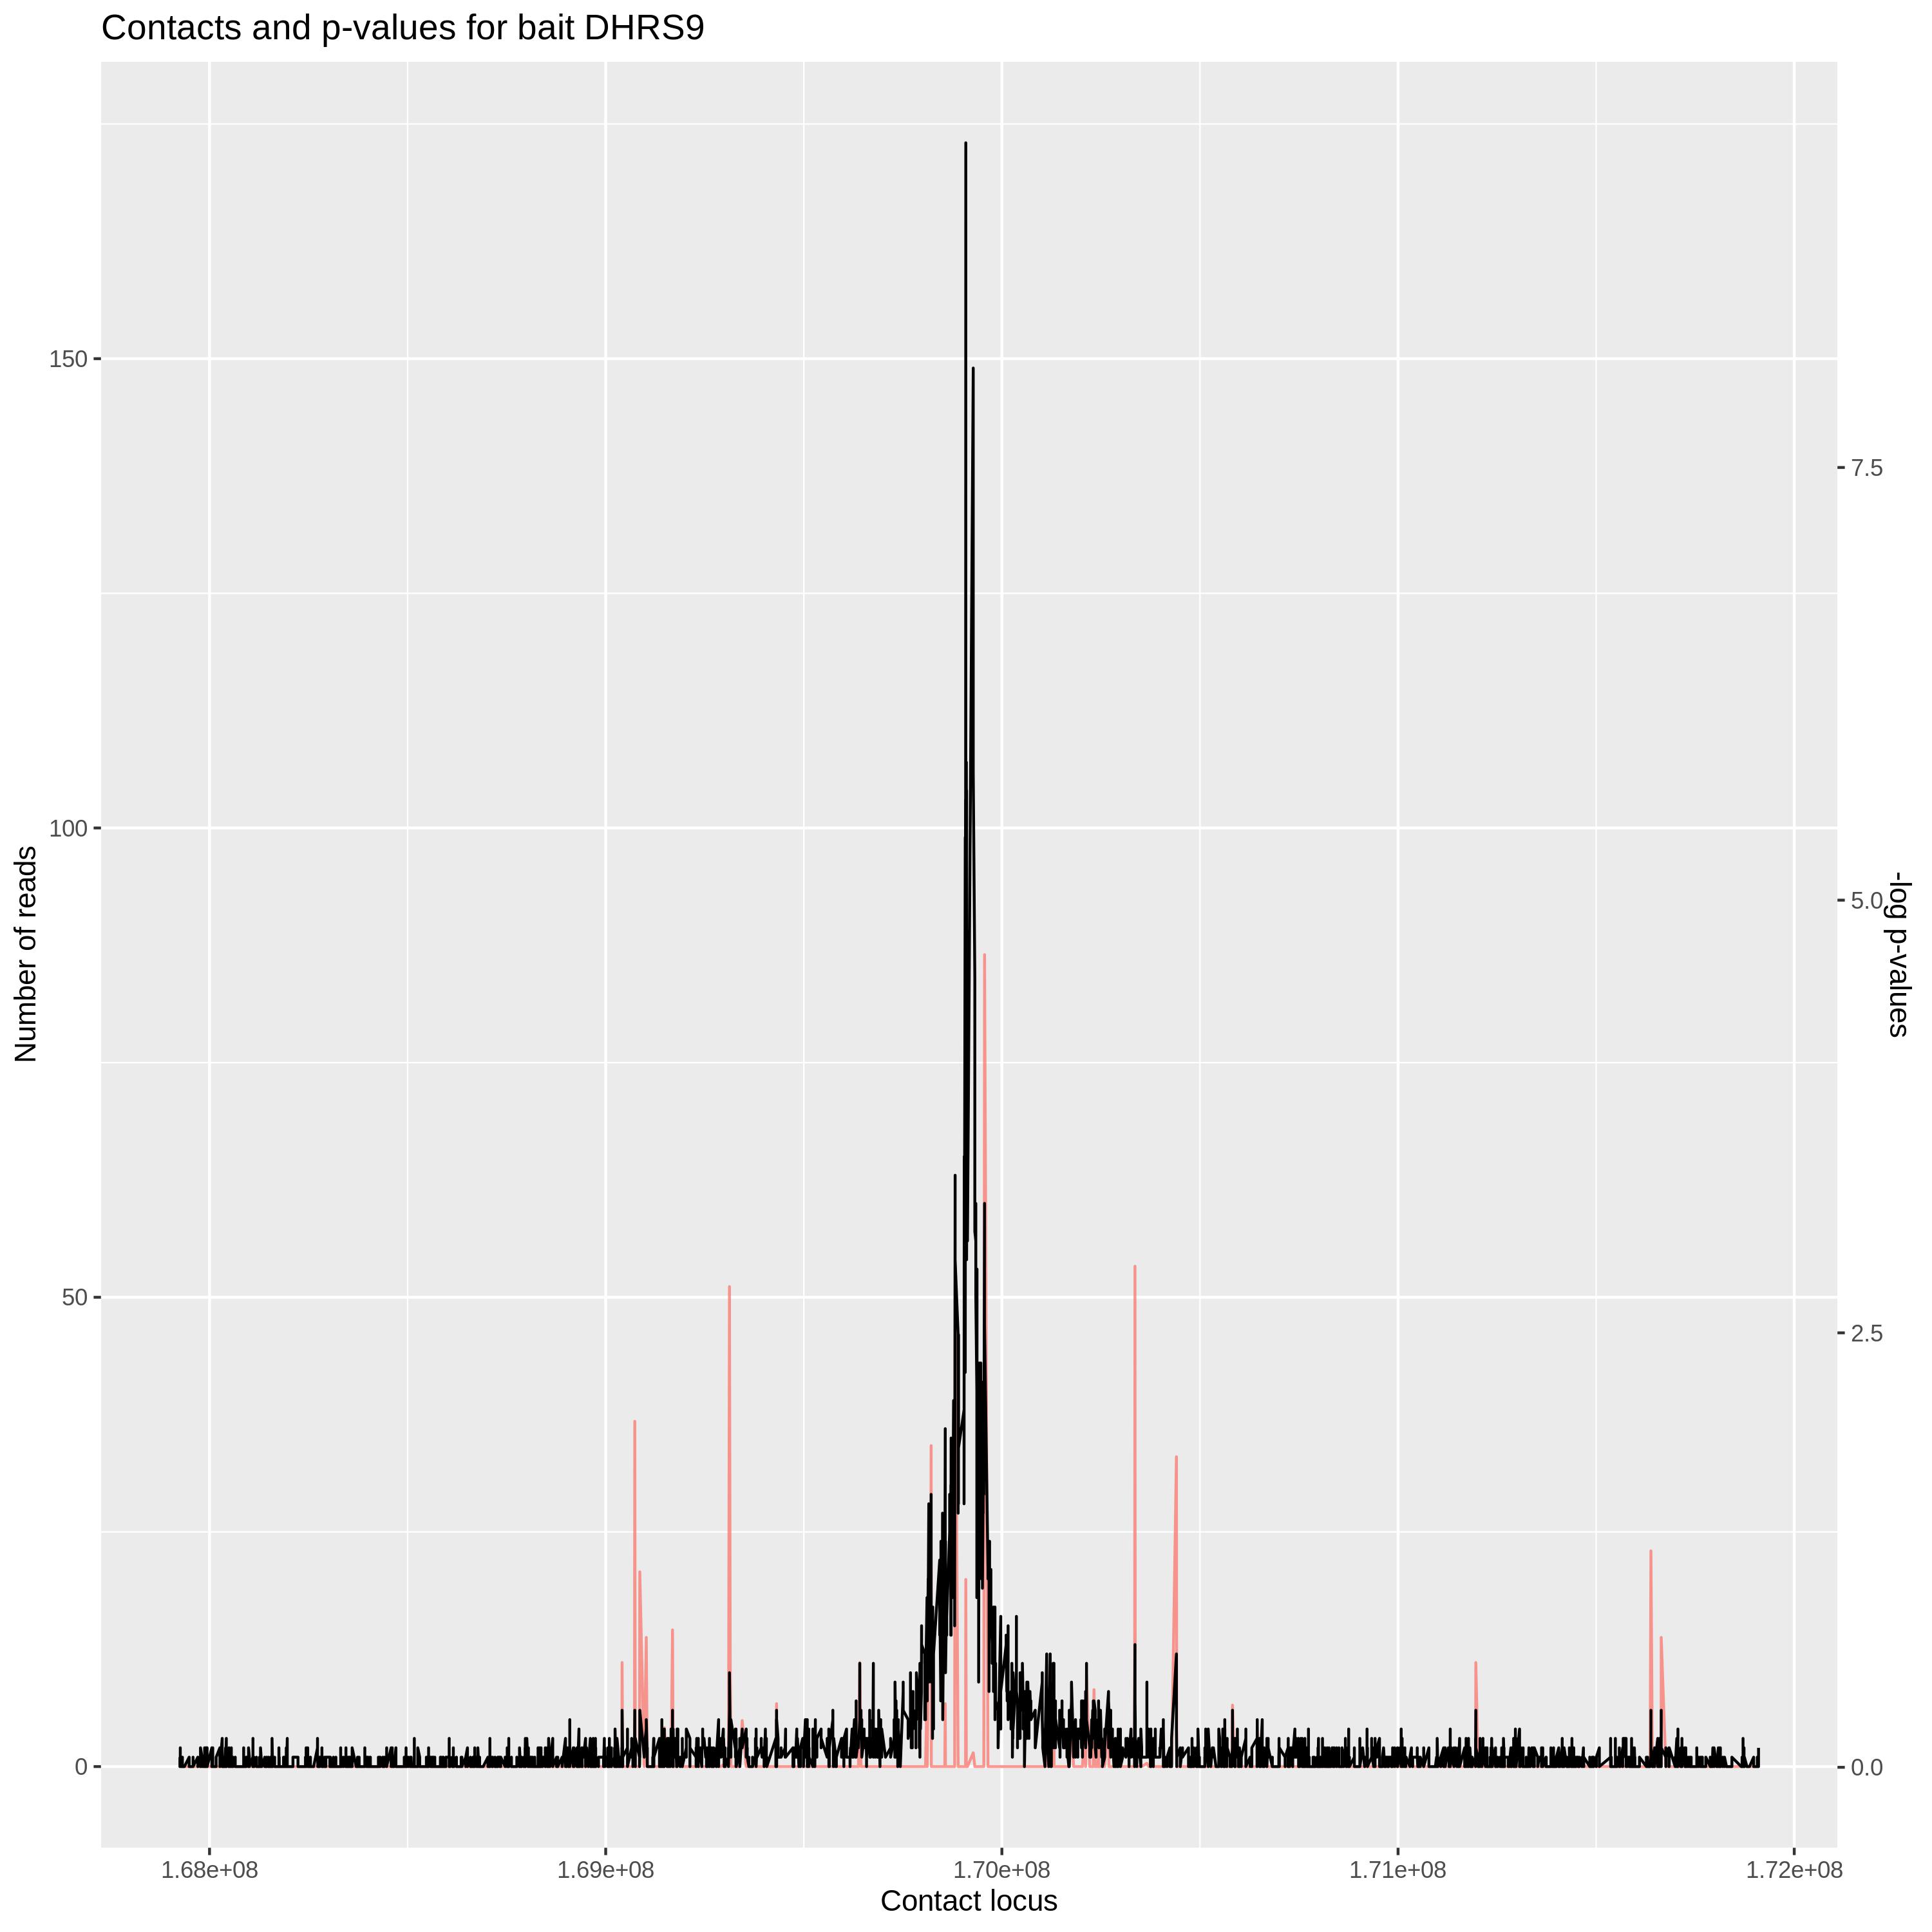 Contacts and p-values for bait DHRS9
150
100
50
0
Number of reads
7.5
5.0
2.5
0.0
-log p-values
1.68e+08 1.69e+08 1.70e+08 1.71e+08 1.72e+08
Contact locus